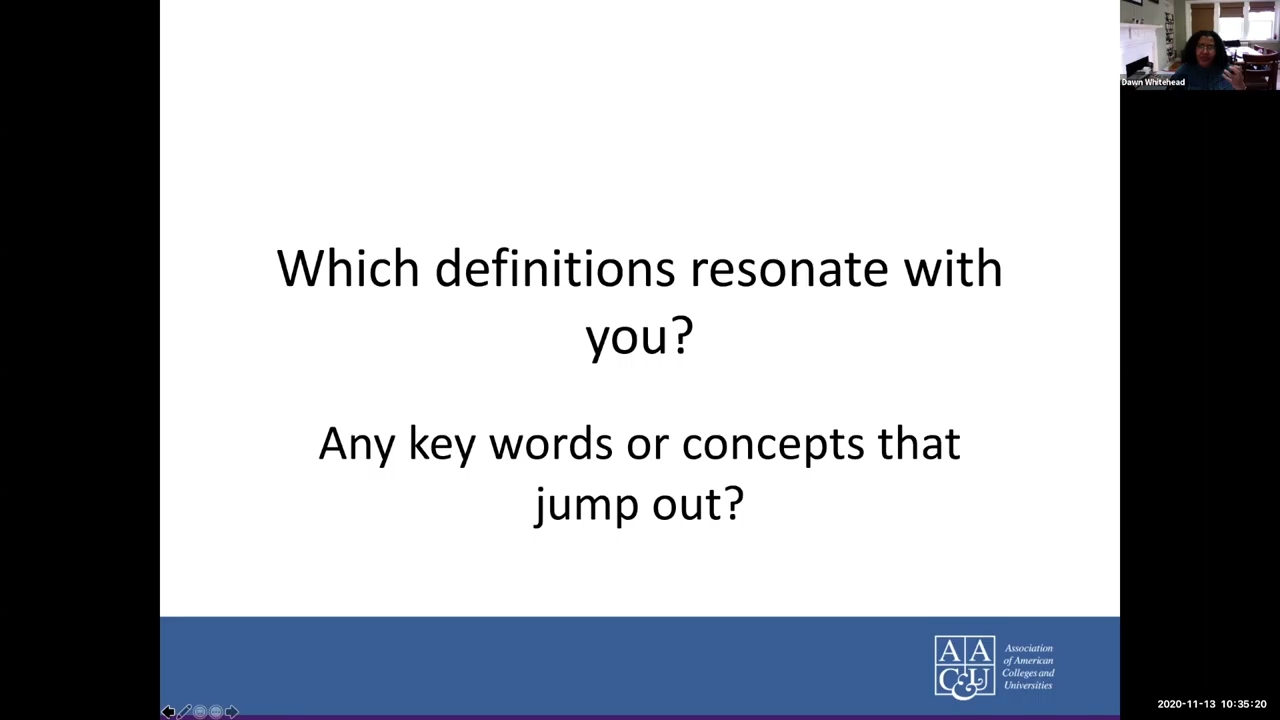 Dawn Whitehead
Which definitions resonate with
you?
Any key words or concepts that
jump out?
AA
C&U
Association
of American
Colleges and
Universities
2020-11-13 10:35:20